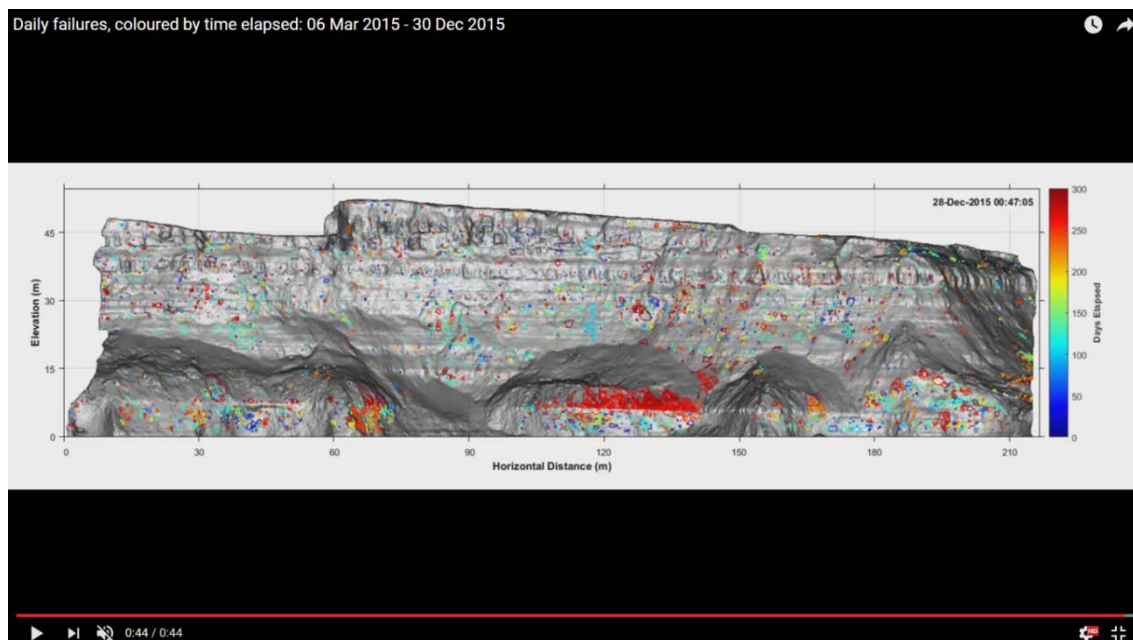 Daily failures, coloured by time elapsed: 06 Mar 2015 - 30 Dec 2015
28-Dec-2015 00:47:05
45
30
15
0
Elevation (m)
0 30 60 90 120 150 180 210
Horizontal Distance (m)
300
250
200
150
100
50
0
Days Elapsed
0:44 / 0:44
HD